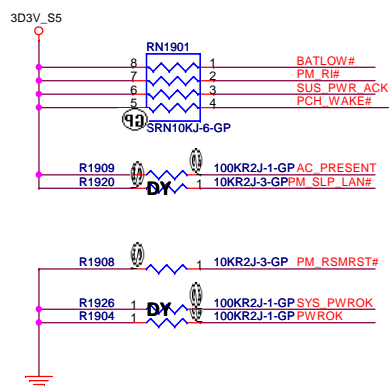 3D3V_S5
RN1901
8 1 BATLOW#
7 2 PM_RI#
6 3 SUS_PWR_ACK
5 4 PCH_WAKE#
GP SRN10KJ-6-GP
R1909 100KR2J-1-GP AC_PRESENT
R1920 DY 1 10KR2J-3-GP PM_SLP_LAN#
R1908 1 10KR2J-3-GP PM_RSMRST#
R1926 1 DY 100KR2J-1-GP SYS_PWROK
R1904 1 100KR2J-1-GP PWROK